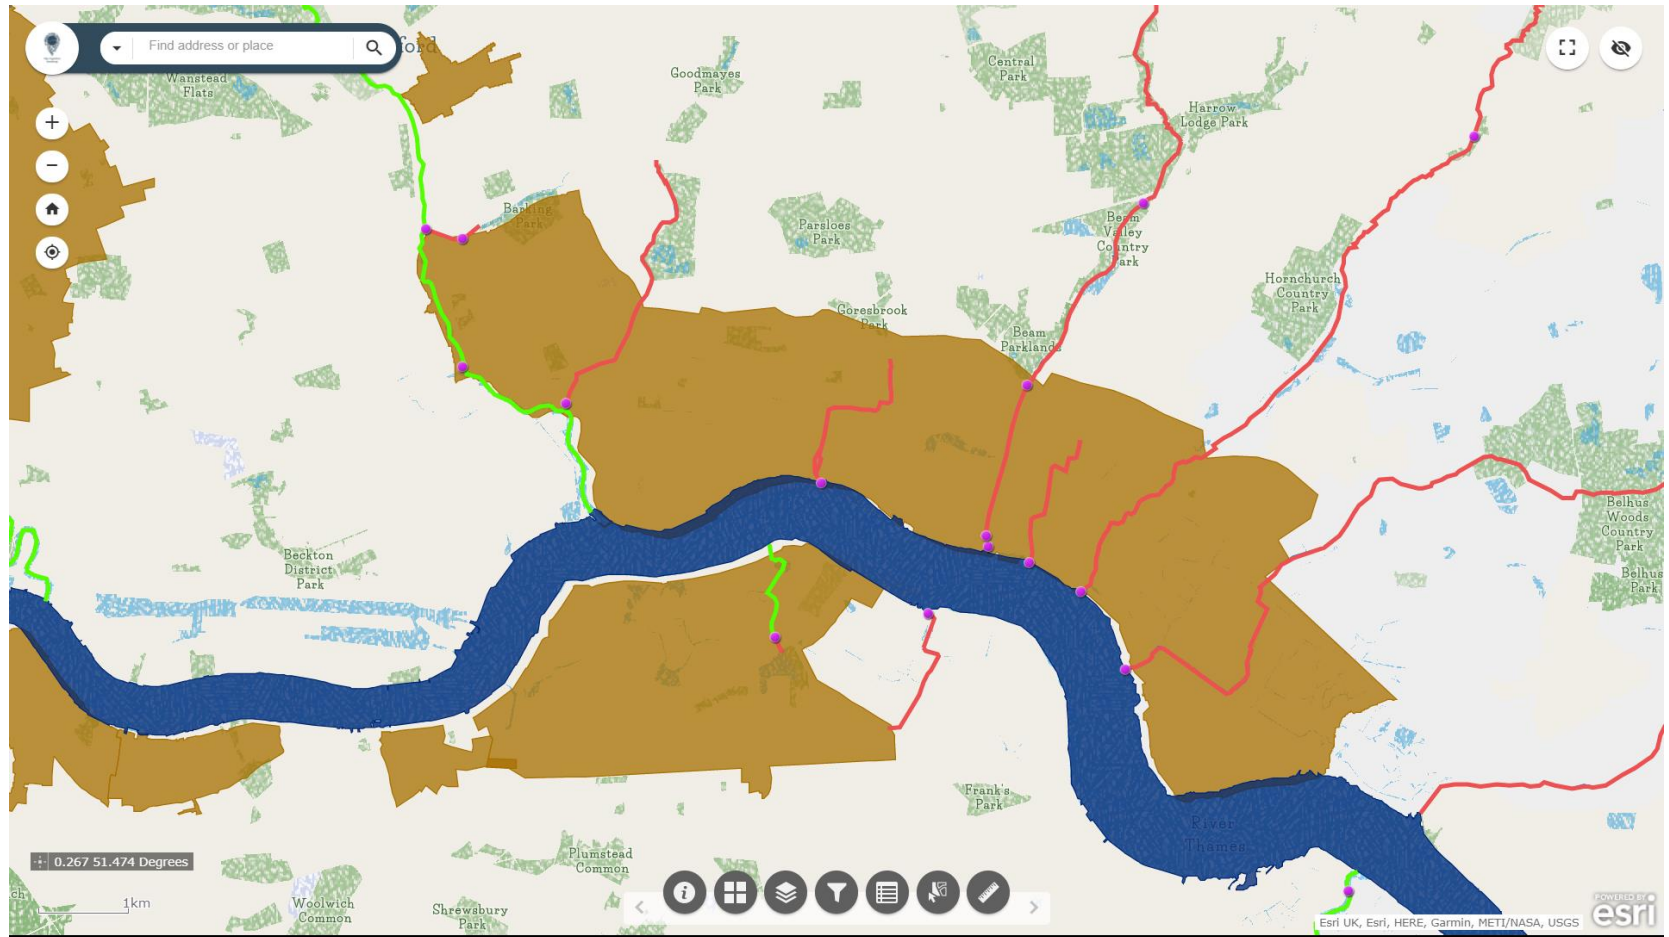 Find address or place
ford
Wanstead
Flats
Goodmayes
Park
Central
Park
Harrow
Lodge Park
Barking
Park
Parsloes
Park
Beam
Valley
Country
Park
Hornchurch
Country
Park
Goresbrook
Park
Beam
Parklands
Belhus
Woods
Country
Park
Belhus
Park
Beckton
District
Park
Frank's
Park
River
Thames
0.267 51.474 Degrees
Plumstead
Common
1km
Woolwich
Common
Shrewsbury
Park
POWERED BY
esri
Esri UK, Esri, HERE, Garmin, METI/NASA, USGS